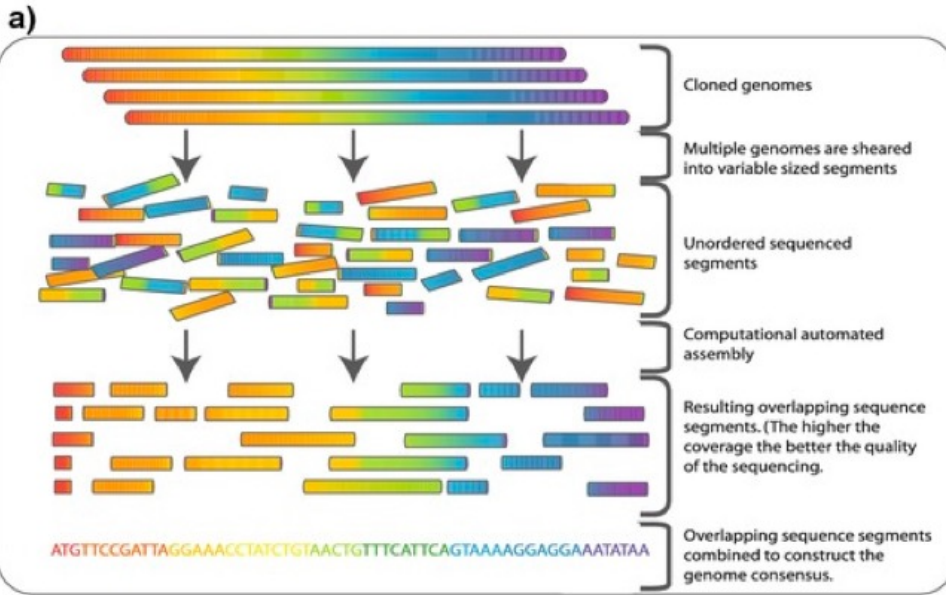 a)
Cloned genomes
Multiple genomes are sheared
into variable sized segments
Unordered sequenced
segments
Computational automated
assembly
Resulting overlapping sequence
segments. (The higher the
coverage the better the quality
of the sequencing.
ATGTTCCGATTAGGAAACCTATCTGTAACTGTTTCATTCAGTAAAAGGAGGAAATATAA
Overlapping sequence segments
combined to construct the
genome consensus.